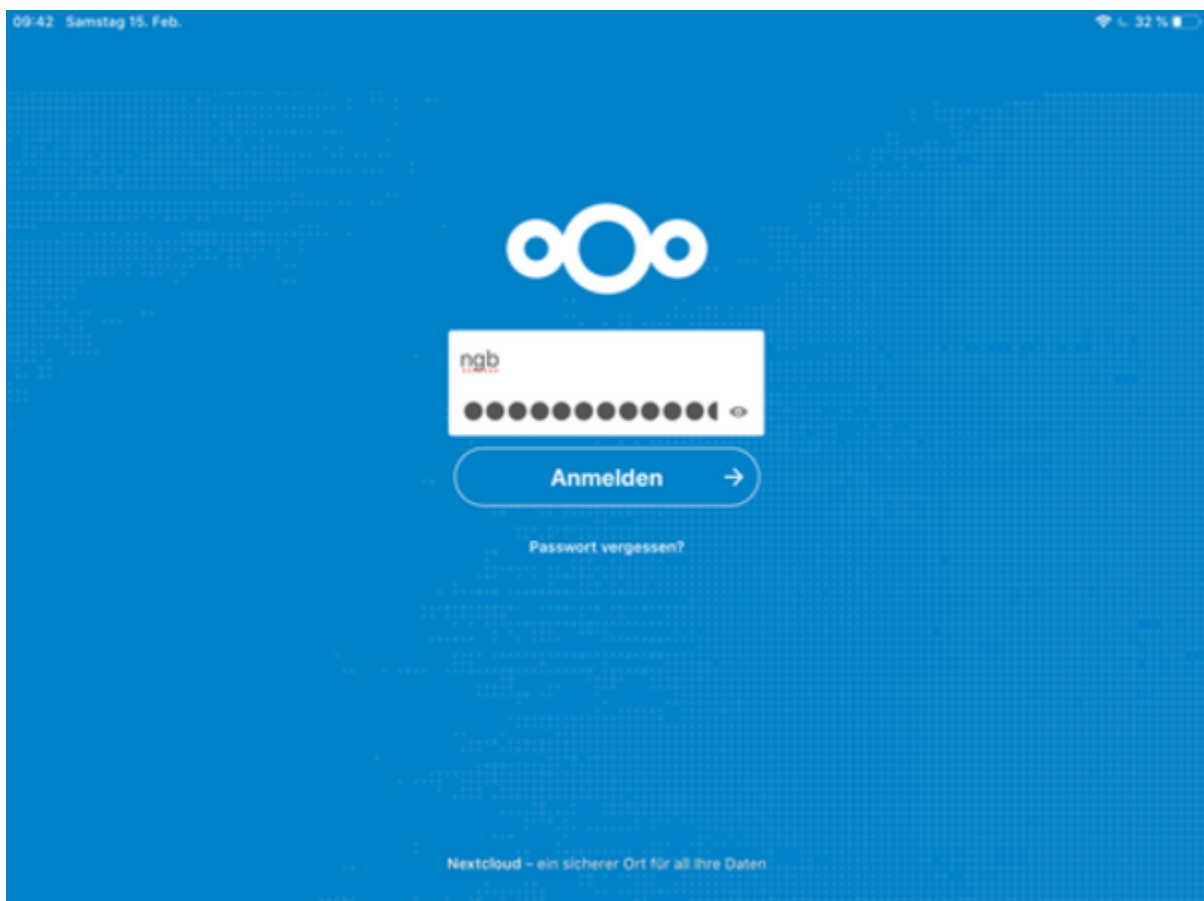 09:42 Samstag 15. Feb.
32 %
ngb
●●●●●●●●●●●●
Anmelden →
Passwort vergessen?
Nextcloud – ein sicherer Ort für all Ihre Daten